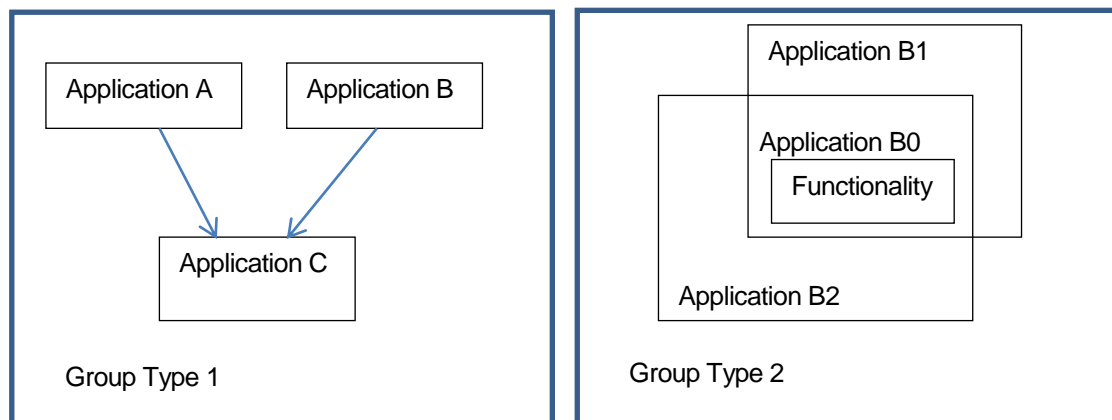 Application A
Application B
Application C
Group Type 1
Application B1
Application B0
Functionality
Application B2
Group Type 2